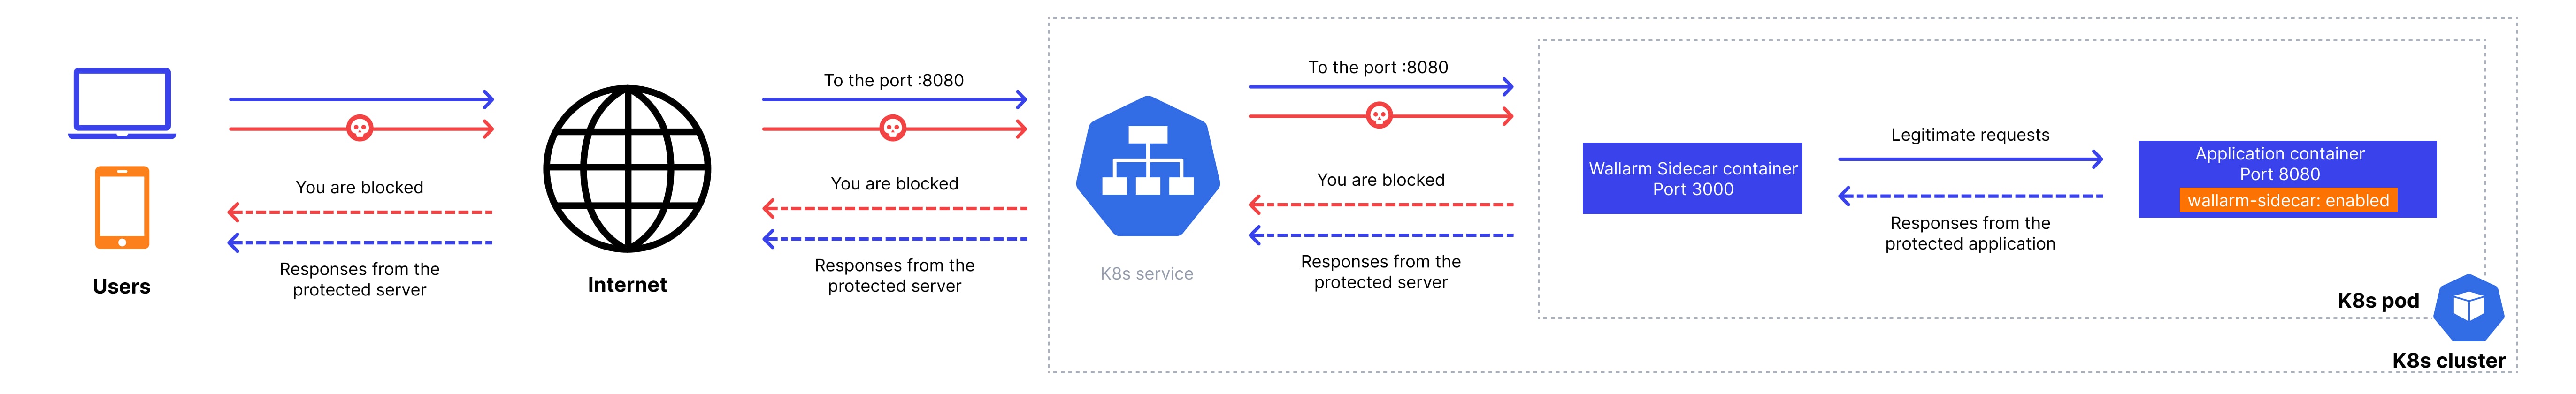 Users
You are blocked
Responses from the
protected server
Internet
To the port :8080
You are blocked
Responses from the
protected server
K8s service
To the port :8080
You are blocked
Responses from the
protected server
Wallarm Sidecar container
Port 3000
Legitimate requests
Responses from the
protected application
Application container
Port 8080
wallarm-sidecar: enabled
K8s pod
K8s cluster